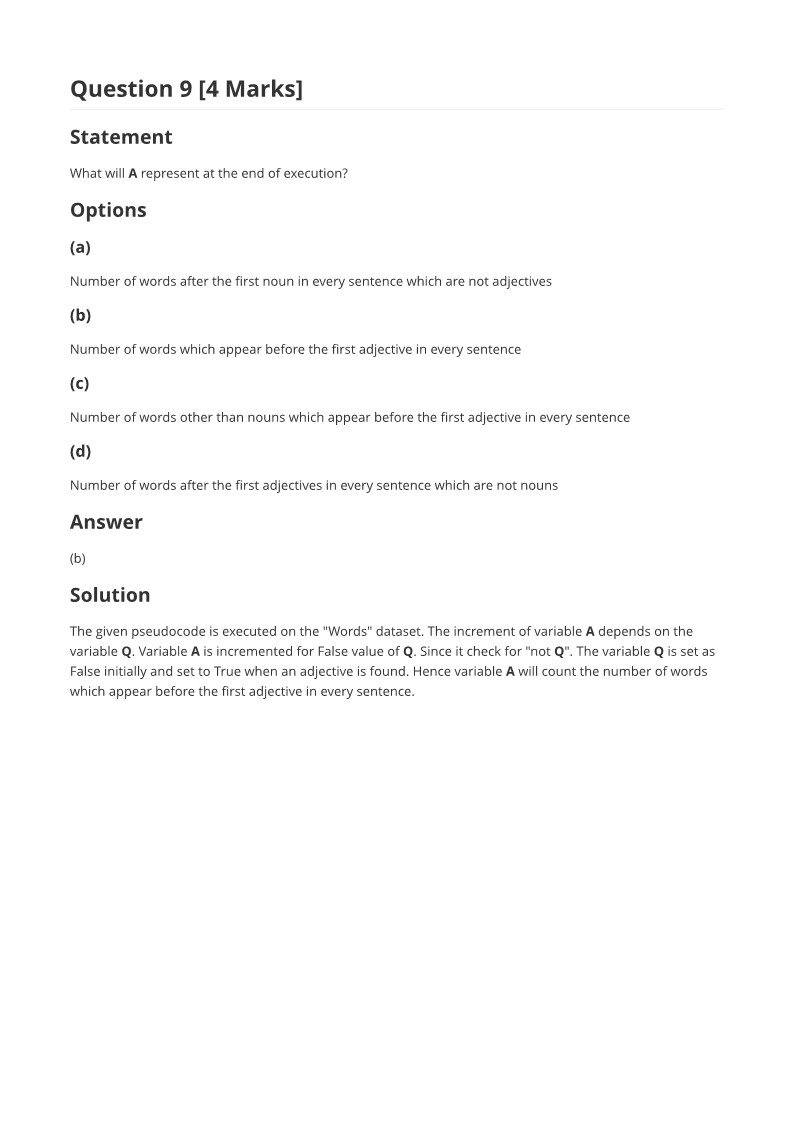 Question 9 [4 Marks]
Statement
What will A represent at the end of execution?
Options
(a)
Number of words after the first noun in every sentence which are not adjectives
(b)
Number of words which appear before the first adjective in every sentence
(c)
Number of words other than nouns which appear before the first adjective in every sentence
(d)
Number of words after the first adjectives in every sentence which are not nouns
Answer
(b)
Solution
The given pseudocode is executed on the "Words" dataset. The increment of variable A depends on the
variable Q. Variable A is incremented for False value of Q. Since it check for "not Q". The variable Q is set as
False initially and set to True when an adjective is found. Hence variable A will count the number of words
which appear before the first adjective in every sentence.